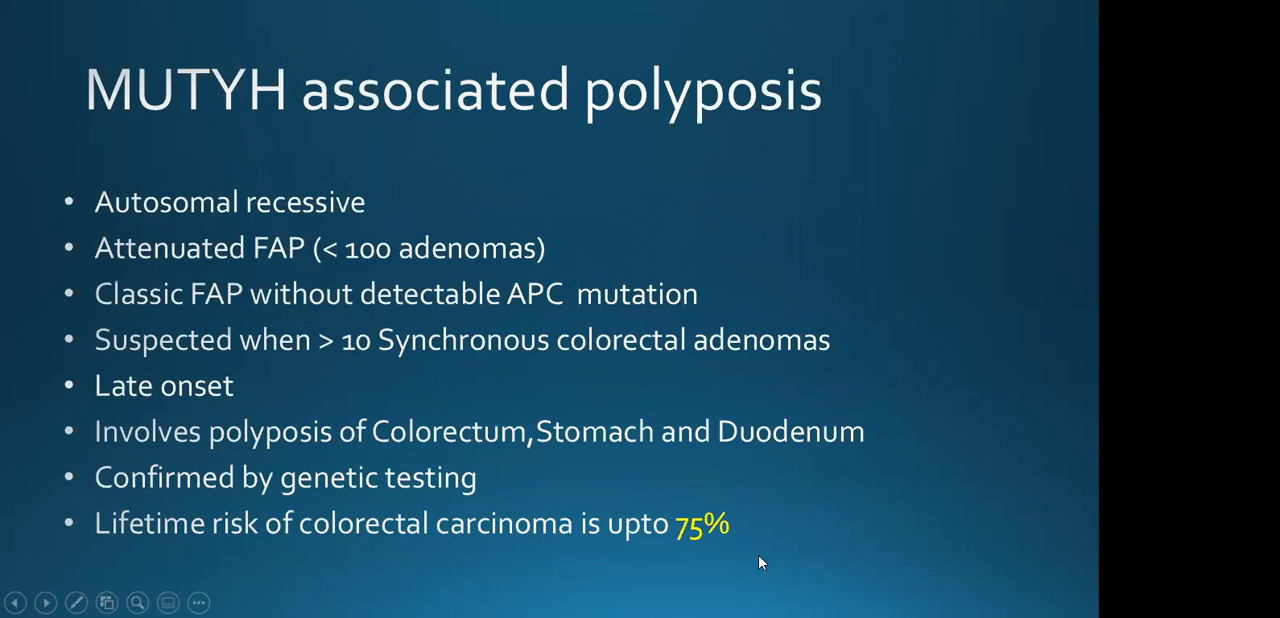 MUTYH associated polyposis
• Autosomal recessive
• Attenuated FAP (< 100 adenomas)
• Classic FAP without detectable APC  mutation
• Suspected when > 10 Synchronous colorectal adenomas
• Late onset
• Involves polyposis of Colorectum,Stomach and Duodenum
• Confirmed by genetic testing
• Lifetime risk of colorectal carcinoma is upto 75%